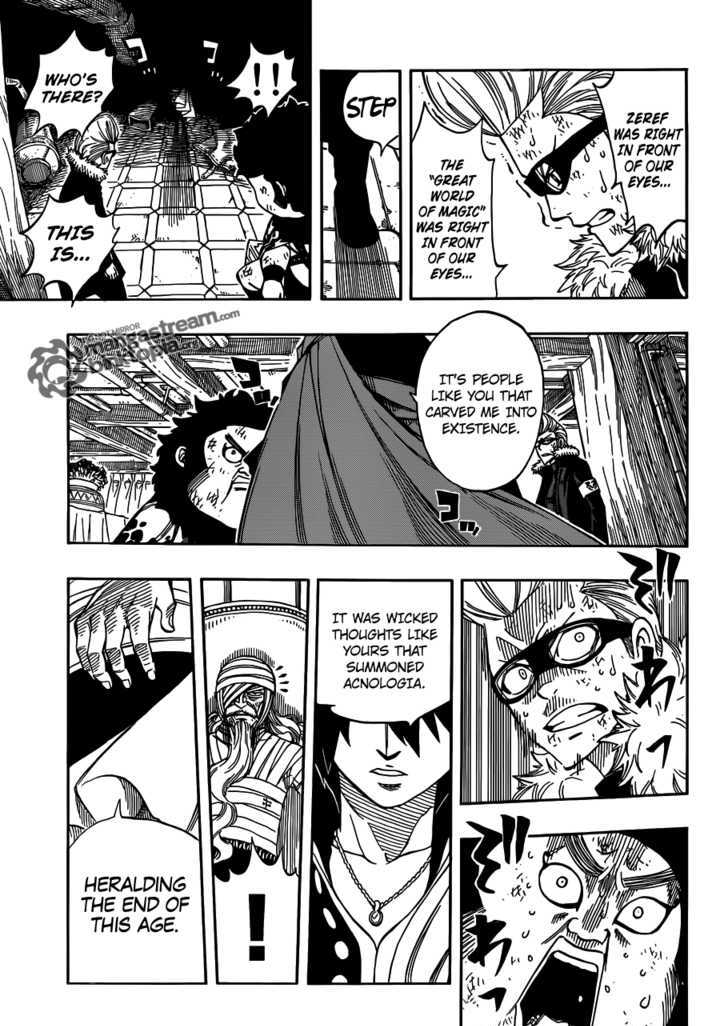 ZEREF
WAS RIGHT
IN FRONT
OF OUR
EYES...
THE
"GREAT
WORLD
OF MAGIC"
WAS RIGHT
IN FRONT
OF OUR
EYES...
STEP
!!
WHO'S
THERE?
THIS
IS...
mangastream.com
IT'S PEOPLE
LIKE YOU THAT
CARVED ME INTO
EXISTENCE.
ゴゴ
IT WAS WICKED
THOUGHTS LIKE
YOURS THAT
SUMMONED
ACNOLOGIA.
!
HERALDING
THE END OF
THIS AGE.